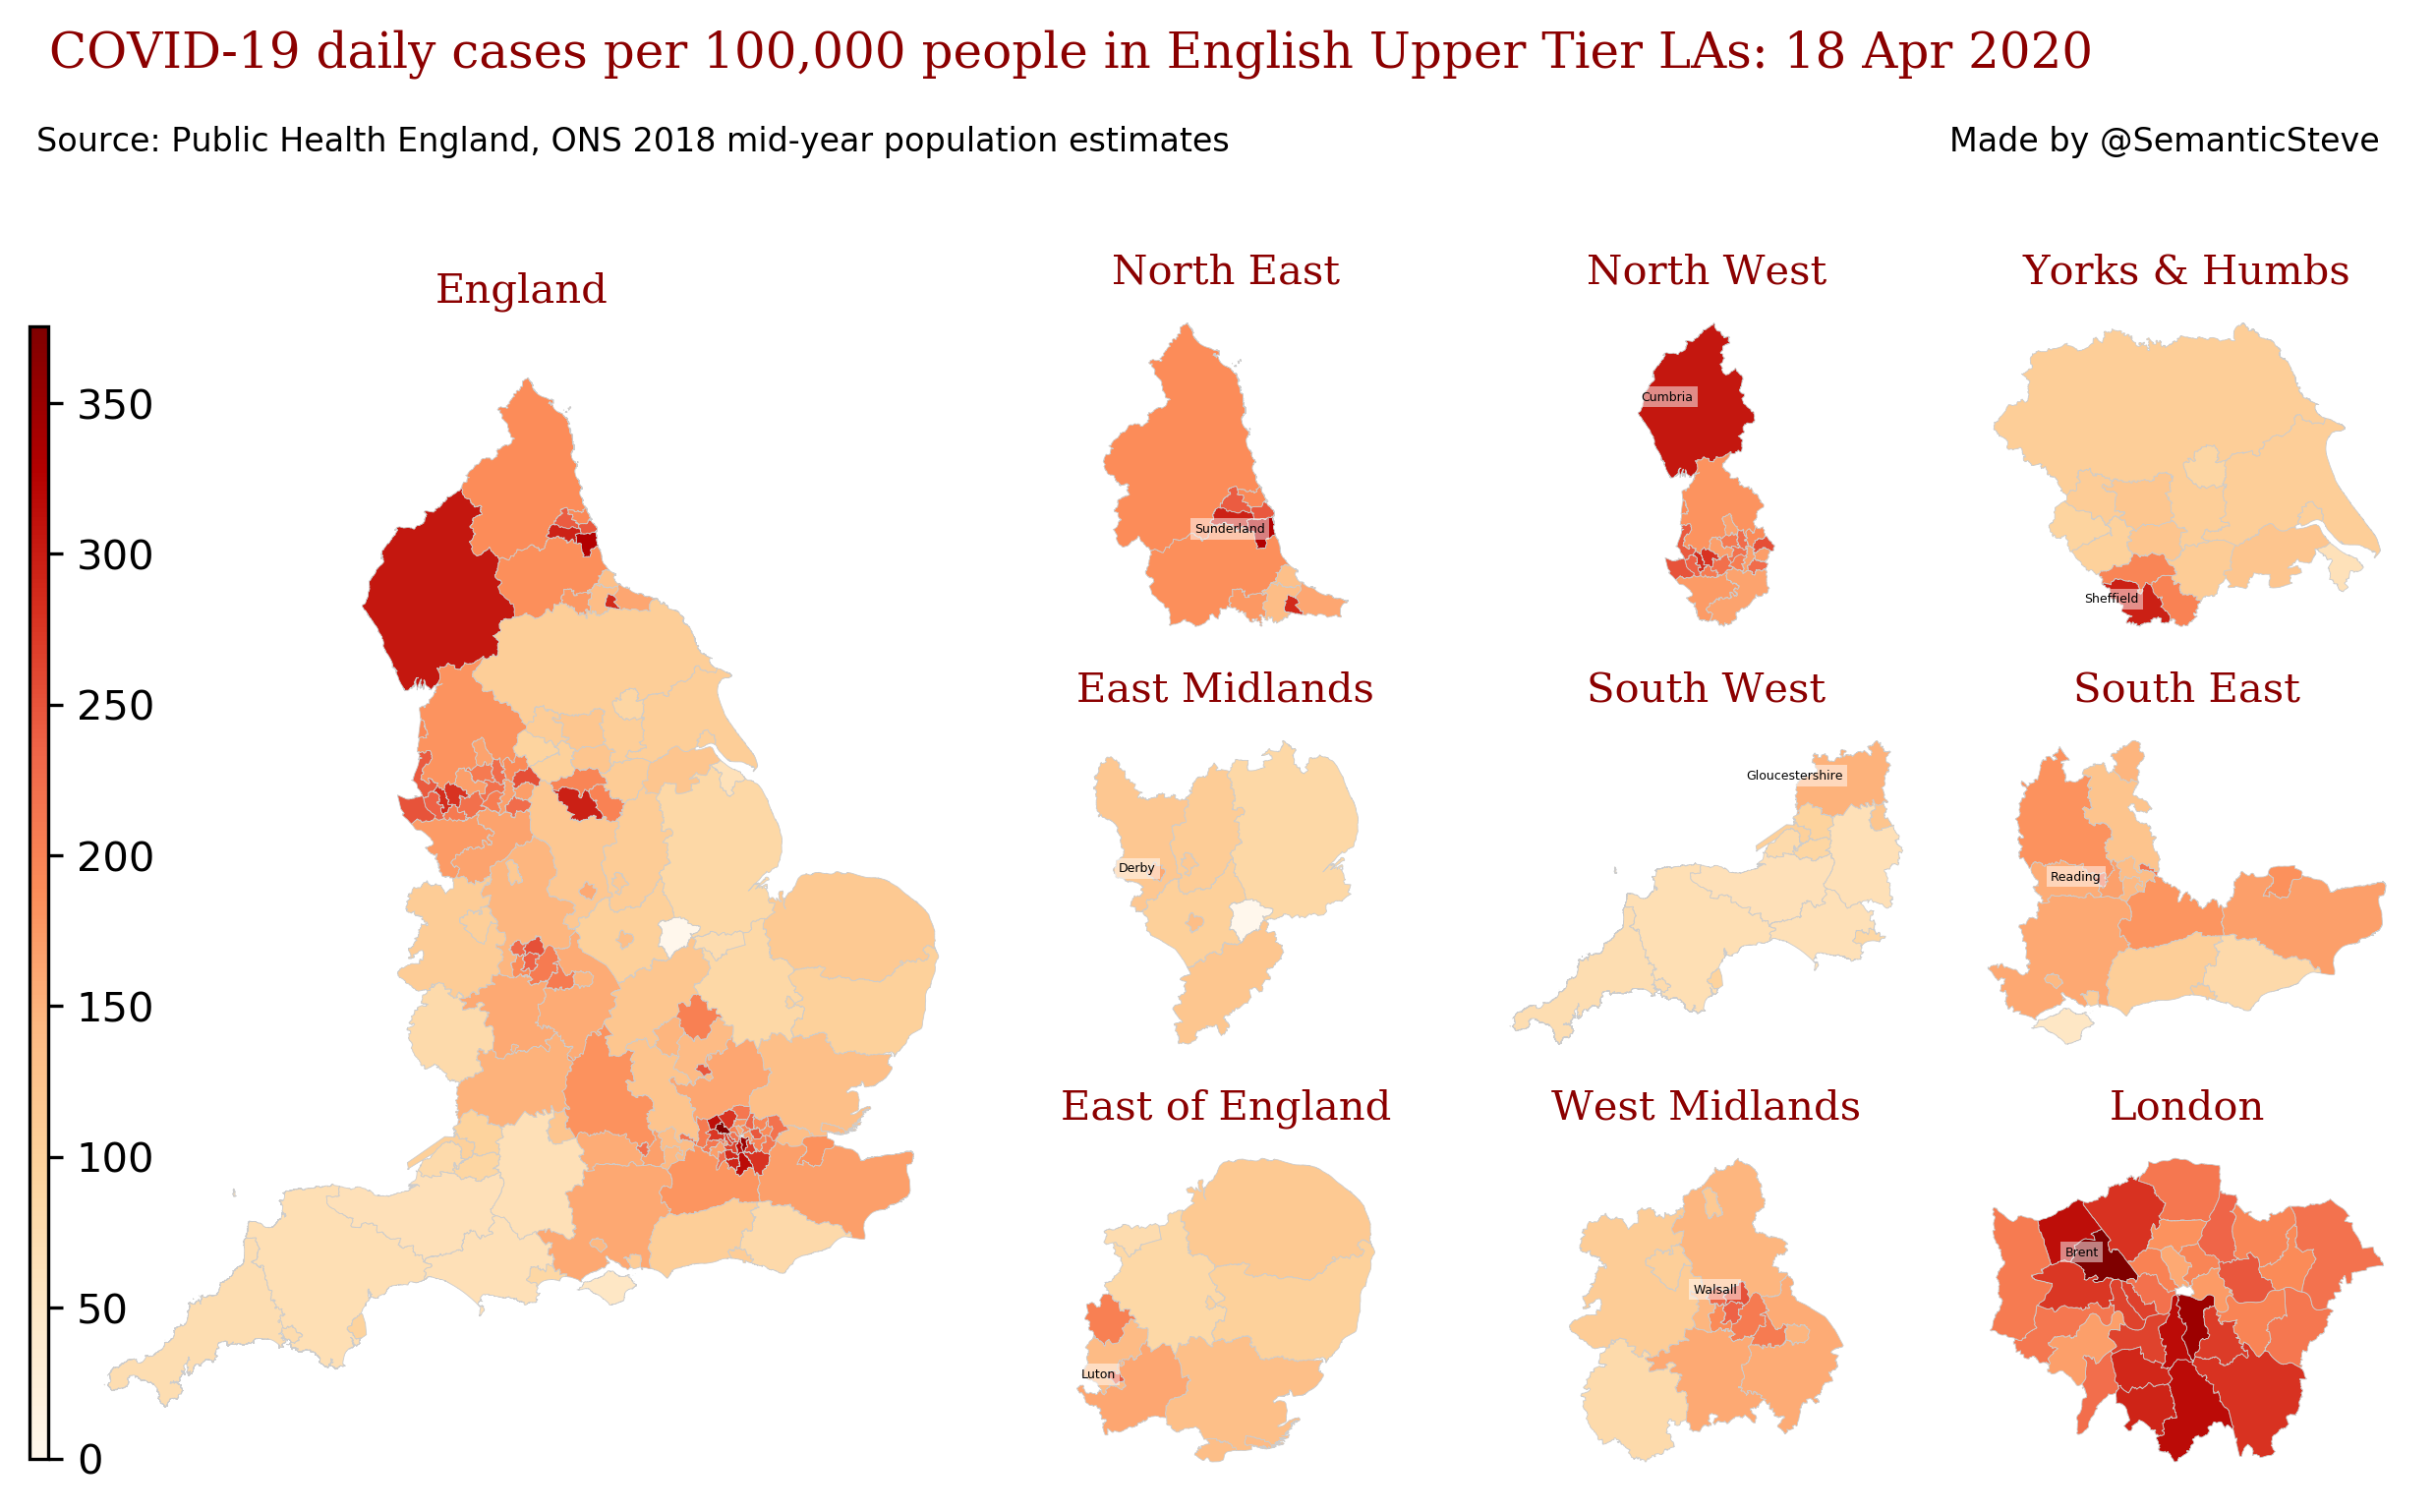 COVID-19 daily cases per 100,000 people in English Upper Tier LAs: 18 Apr 2020
Source: Public Health England, ONS 2018 mid-year population estimates
Made by @SemanticSteve
England
350
300
250
200
150
100
50
0
North East
Sunderland
North West
Cumbria
Yorks & Humbs
Sheffield
East Midlands
Derby
South West
Gloucestershire
South East
Reading
East of England
Luton
West Midlands
Walsall
London
Brent